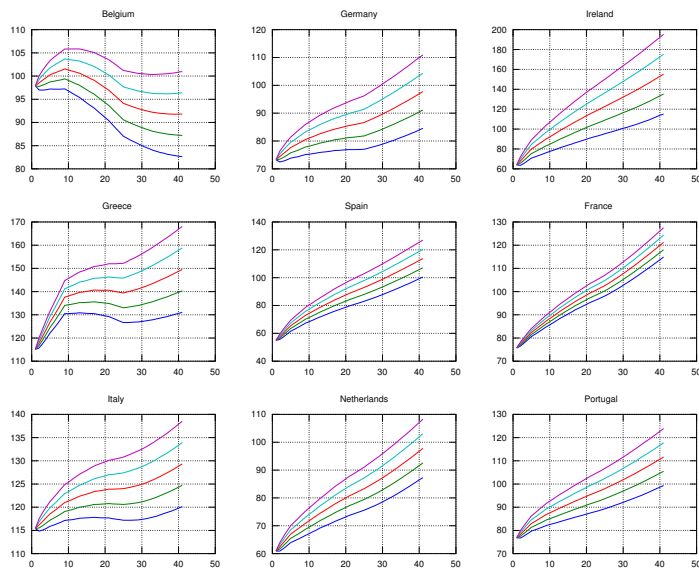 Belgium Germany Ireland
110 120 200
105 110 180
100 100 160
95 90 140
90 80 120
85 70 100
80 80
60
0 10 20 30 40 50 0 10 20 30 40 50 0 10 20 30 40 50
Greece Spain France
170 140 130
160 120 120
150 100 110
140 80 100
130 60 90
120 40 80
110 70
0 10 20 30 40 50 0 10 20 30 40 50 0 10 20 30 40 50
Italy Netherlands Portugal
140 110 130
135 100 120
130 90 110
125 80 100
120 70 90
115 60 80
110 70
0 10 20 30 40 50 0 10 20 30 40 50 0 10 20 30 40 50